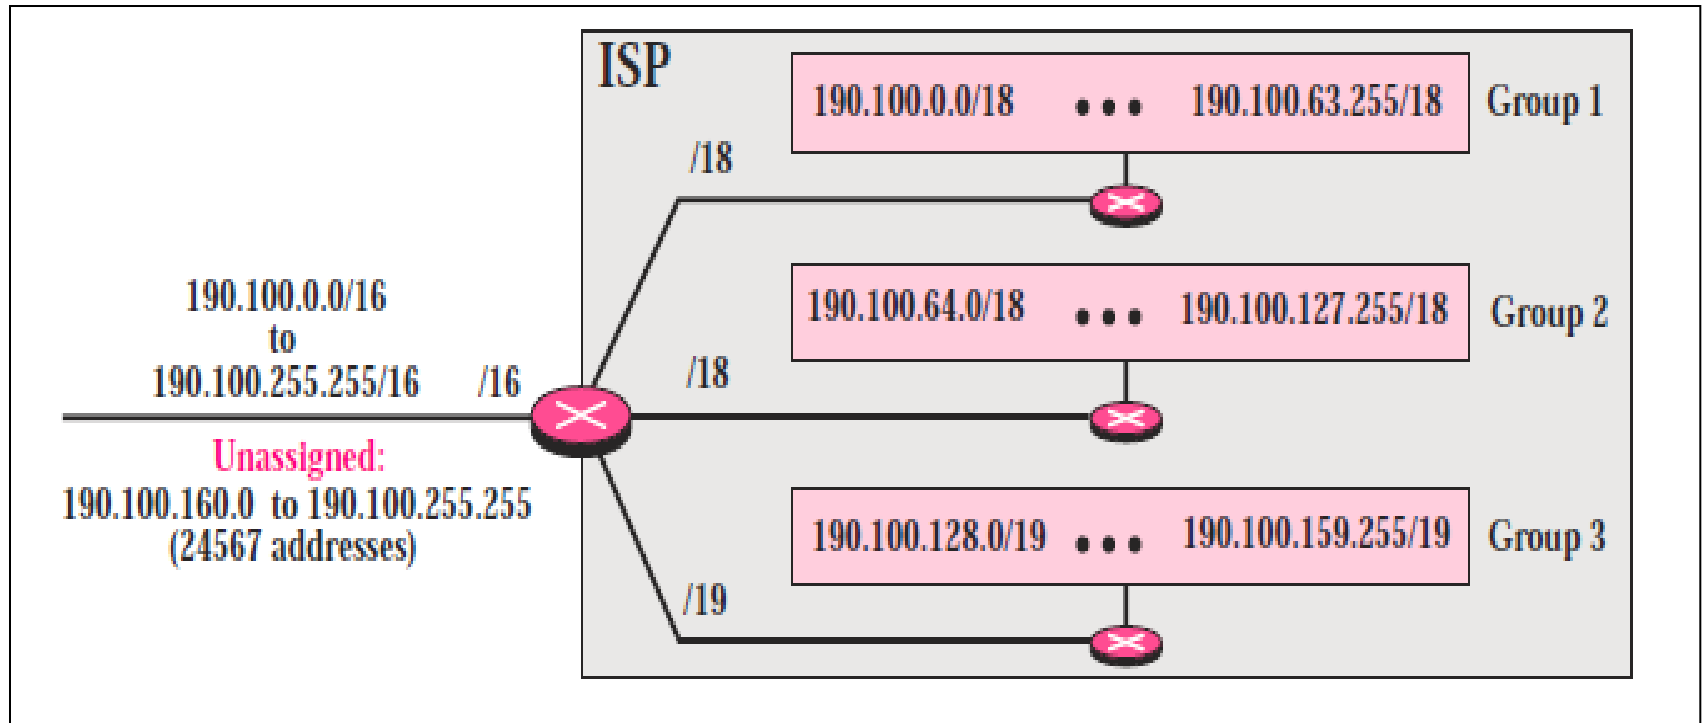 ISP
190.100.0.0/18 ••• 190.100.63.255/18 Group 1
/18
190.100.64.0/18 ••• 190.100.127.255/18 Group 2
/18
190.100.0.0/16
to
190.100.255.255/16 /16
Unassigned:
190.100.160.0 to 190.100.255.255
(24567 addresses)
190.100.128.0/19 ••• 190.100.159.255/19 Group 3
/19